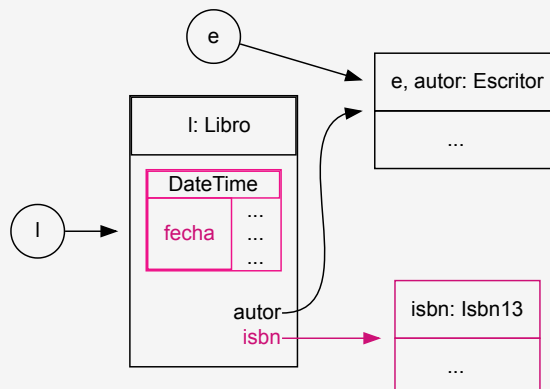 e
e, autor: Escritor
...
l: Libro
DateTime
fecha
...
...
...
l
autor
isbn
isbn: Isbn13
...